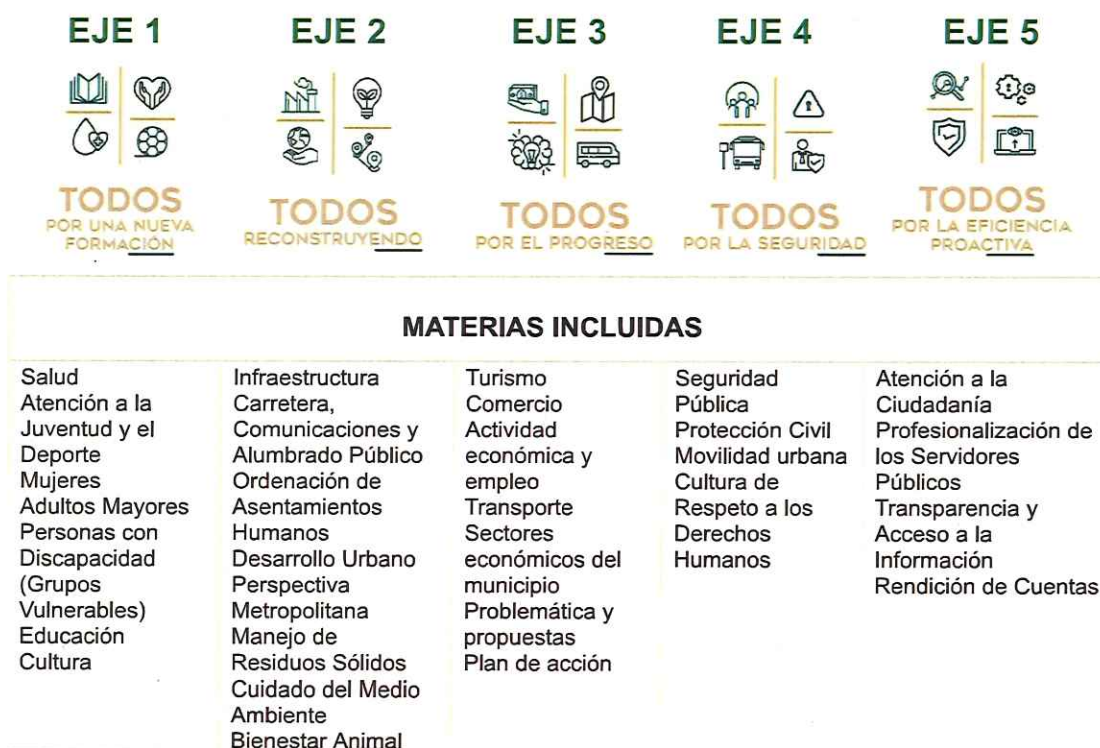 EJE 1
EJE 2
EJE 3
EJE 4
EJE 5
TODOS
POR UNA NUEVA
FORMACIÓN
TODOS
RECONSTRUYENDO
TODOS
POR EL PROGRESO
TODOS
POR LA SEGURIDAD
TODOS
POR LA EFICIENCIA
PROACTIVA
MATERIAS INCLUIDAS
Salud
Atención a la
Juventud y el
Deporte
Mujeres
Adultos Mayores
Personas con
Discapacidad
(Grupos
Vulnerables)
Educación
Cultura
Infraestructura
Carretera,
Comunicaciones y
Alumbrado Público
Ordenación de
Asentamientos
Humanos
Desarrollo Urbano
Perspectiva
Metropolitana
Manejo de
Residuos Sólidos
Cuidado del Medio
Ambiente
Bienestar Animal
Turismo
Comercio
Actividad
económica y
empleo
Transporte
Sectores
económicos del
municipio
Problemática y
propuestas
Plan de acción
Seguridad
Pública
Protección Civil
Movilidad urbana
Cultura de
Respeto a los
Derechos
Humanos
Atención a la
Ciudadanía
Profesionalización de
los Servidores
Públicos
Transparencia y
Acceso a la
Información
Rendición de Cuentas